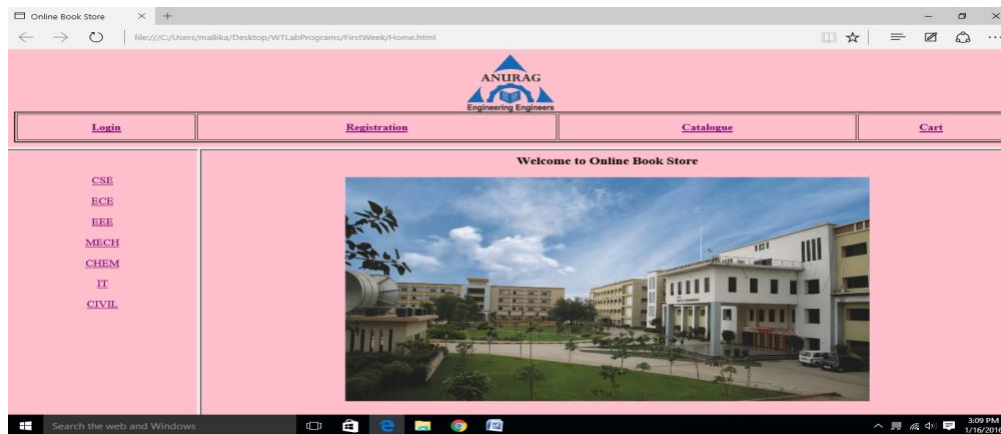 Online Book Store
file:///C:/Users/mallika/Desktop/WTLabPrograms/FirstWeek/Home.html
ANURAG
Engineering Engineers
Login Registration Catalogue Cart
Welcome to Online Book Store
CSE
ECE
EEE
MECH
CHEM
IT
CIVIL
Search the web and Windows
3:09 PM
1/16/2016